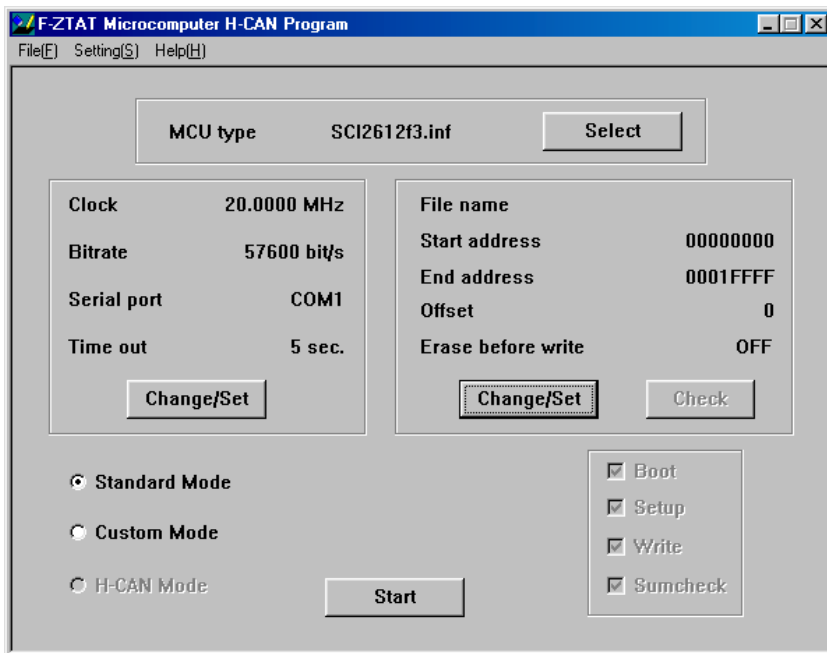 F-ZTAT Microcomputer H-CAN Program
File(F) Setting(S) Help(H)
MCU type SCI2612f3.inf Select
Clock 20.0000 MHz
Bitrate 57600 bit/s
Serial port COM1
Time out 5 sec.
Change/Set
File name
Start address 00000000
End address 0001FFFF
Offset 0
Erase before write OFF
Change/Set Check
Standard Mode
Custom Mode
H-CAN Mode
Start
Boot
Setup
Write
Sumcheck